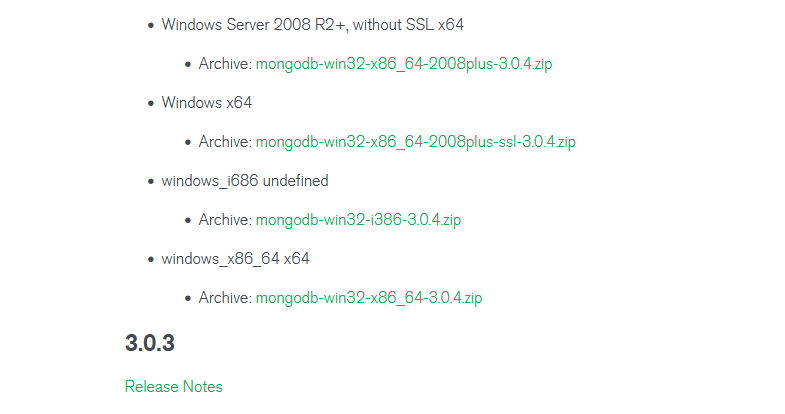 Windows Server 2008 R2+, without SSL x64
Archive: mongodb-win32-x86_64-2008plus-3.0.4.zip
Windows x64
Archive: mongodb-win32-x86_64-2008plus-ssl-3.0.4.zip
windows_i686 undefined
Archive: mongodb-win32-i386-3.0.4.zip
windows_x86_64 x64
Archive: mongodb-win32-x86_64-3.0.4.zip
3.0.3
Release Notes